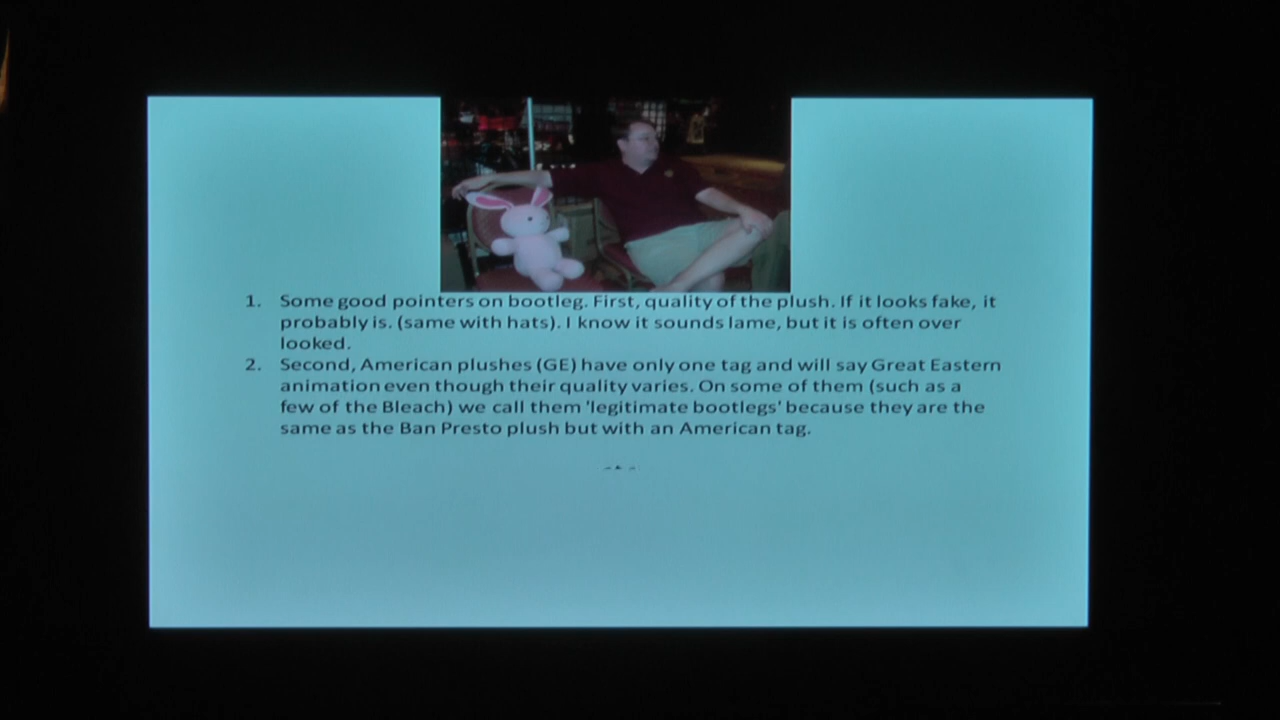 1. Some good pointers on bootleg. First, quality of the plush. If it looks fake, it
probably is. (same with hats). I know it sounds lame, but it is often over
looked.
2. Second, American plushes (GE) have only one tag and will say Great Eastern
animation even though their quality varies. On some of them (such as a
few of the Bleach) we call them 'legitimate bootlegs' because they are the
same as the Ban Presto plush but with an American tag.